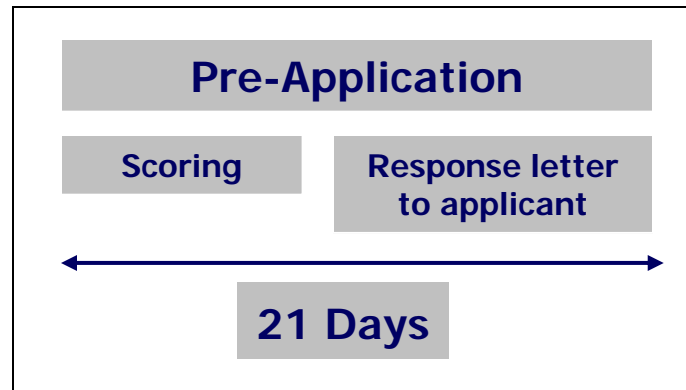 Pre-Application
Scoring
Response letter
to applicant
21 Days